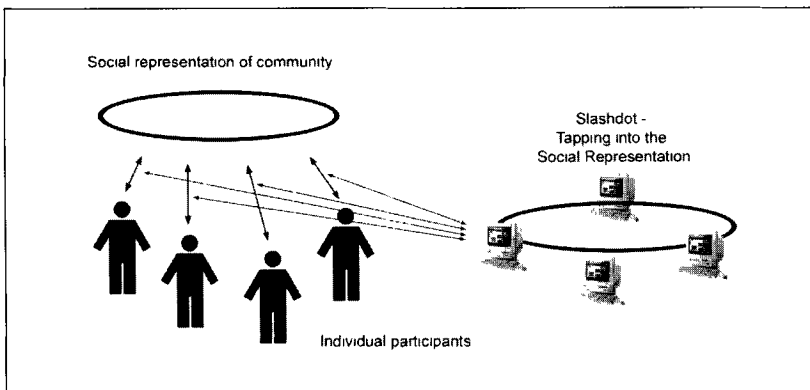 Social representation of community
Slashdot -
Tapping into the
Social Representation
Individual participants